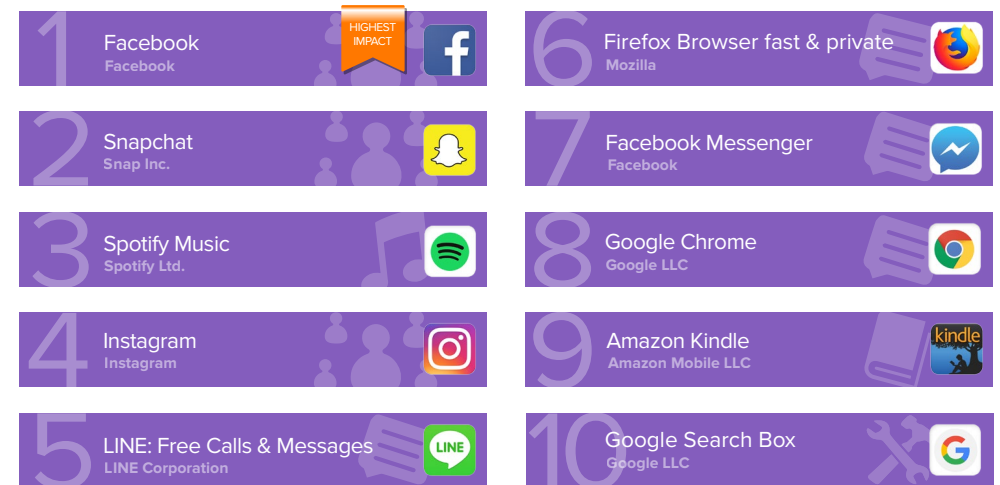 1
Facebook
Facebook
HIGHEST
IMPACT
2
Snapchat
Snap Inc.
3
Spotify Music
Spotify Ltd.
4
Instagram
Instagram
5
LINE: Free Calls & Messages
LINE Corporation
LINE
6
Firefox Browser fast & private
Mozilla
7
Facebook Messenger
Facebook
8
Google Chrome
Google LLC
9
Amazon Kindle
Amazon Mobile LLC
kindle
10
Google Search Box
Google LLC
G